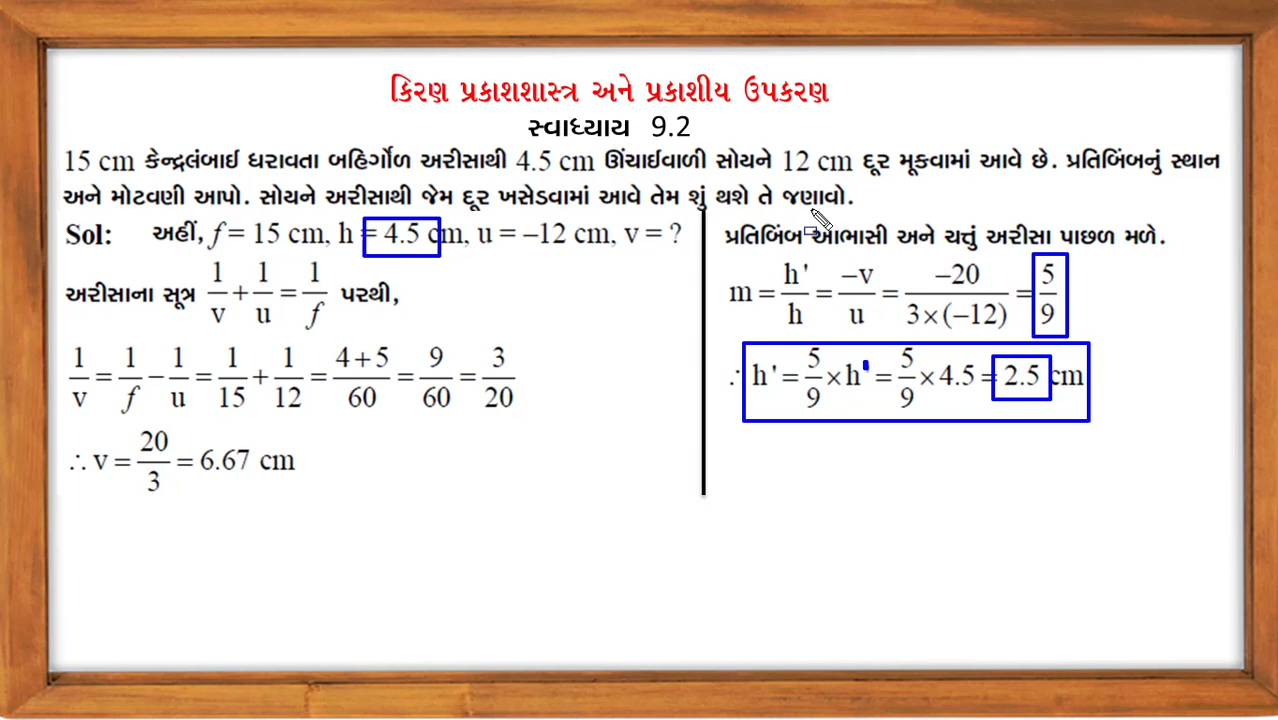 કિરણ પ્રકાશશાસ્ત્ર અને પ્રકાશીય ઉપકરણ
સ્વાધ્યાય 9.2
15 cm કેન્દ્રલંબાઈ ધરાવતા બહિર્ગોળ અરીસાથી 4.5 cm ઊંચાઈવાળી સોયને 12 cm દૂર મૂકવામાં આવે છે. પ્રતિબિંબનું સ્થાન
અને મોટવણી આપો. સોયને અરીસાથી જેમ દૂર ખસેડવામાં આવે તેમ શું થશે તે જણાવો.
Sol: અહીં, f = 15 cm, h = 4.5 cm, u = –12 cm, v = ?
અરીસાના સૂત્ર 1/v + 1/u = 1/f પરથી,
1/v = 1/f − 1/u = 1/15 + 1/12 = (4 + 5)/60 = 9/60 = 3/20
∴ v = 20/3 = 6.67 cm
પ્રતિબિંબ આભાસી અને ચત્તું અરીસા પાછળ મળે.
m = h'/h = −v/u = −20/(3×(−12)) = 5/9
∴ h' = 5/9 × h' = 5/9 × 4.5 = 2.5 cm